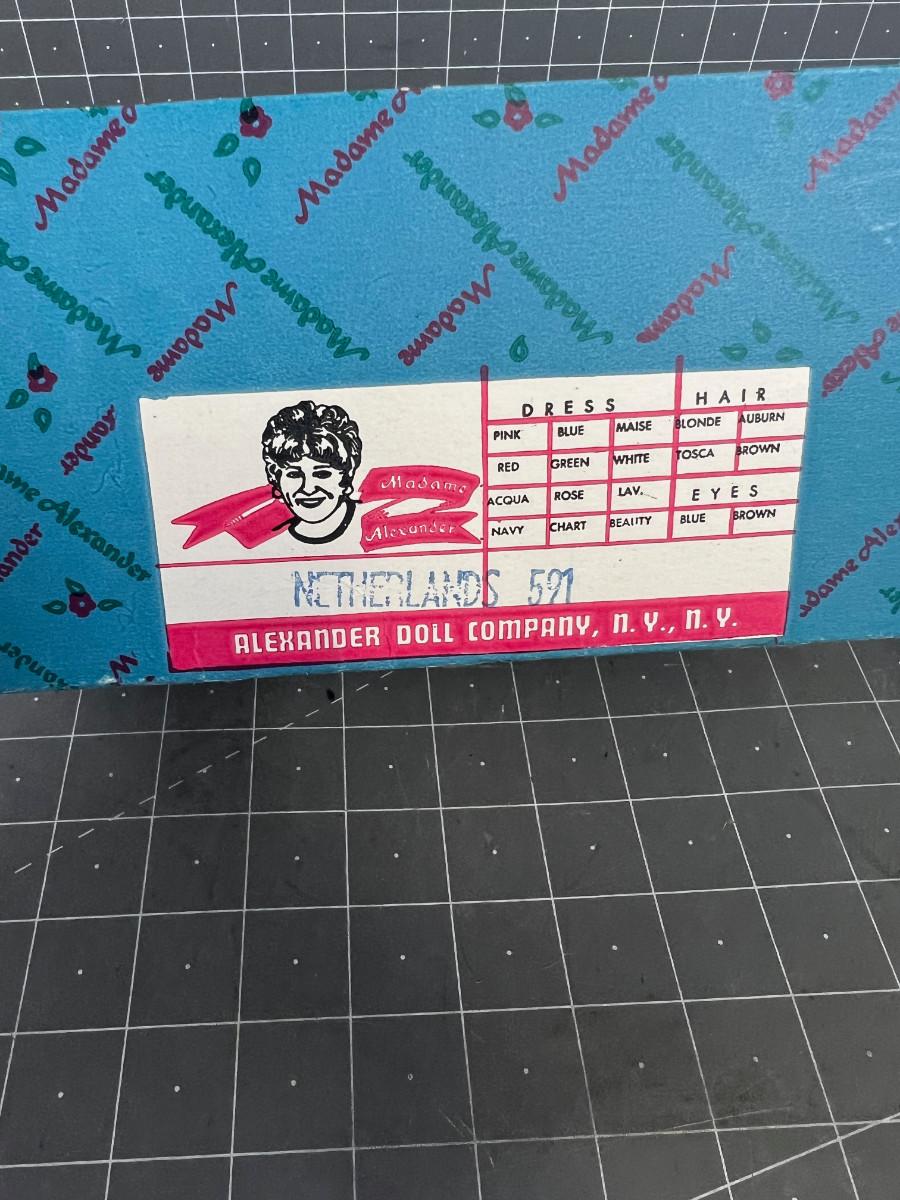 Madame Alexander
Madame Alexander
Madame Alexander
Madame
Madame
Madame
Madame
Alexander
DRESS HAIR
PINK BLUE MAISE BLONDE AUBURN
RED GREEN WHITE TOSCA BROWN
ACQUA ROSE LAV. EYES
NAVY CHART BEAUTY BLUE BROWN
NETHERLANDS 591
ALEXANDER DOLL COMPANY, N.Y., N.Y.